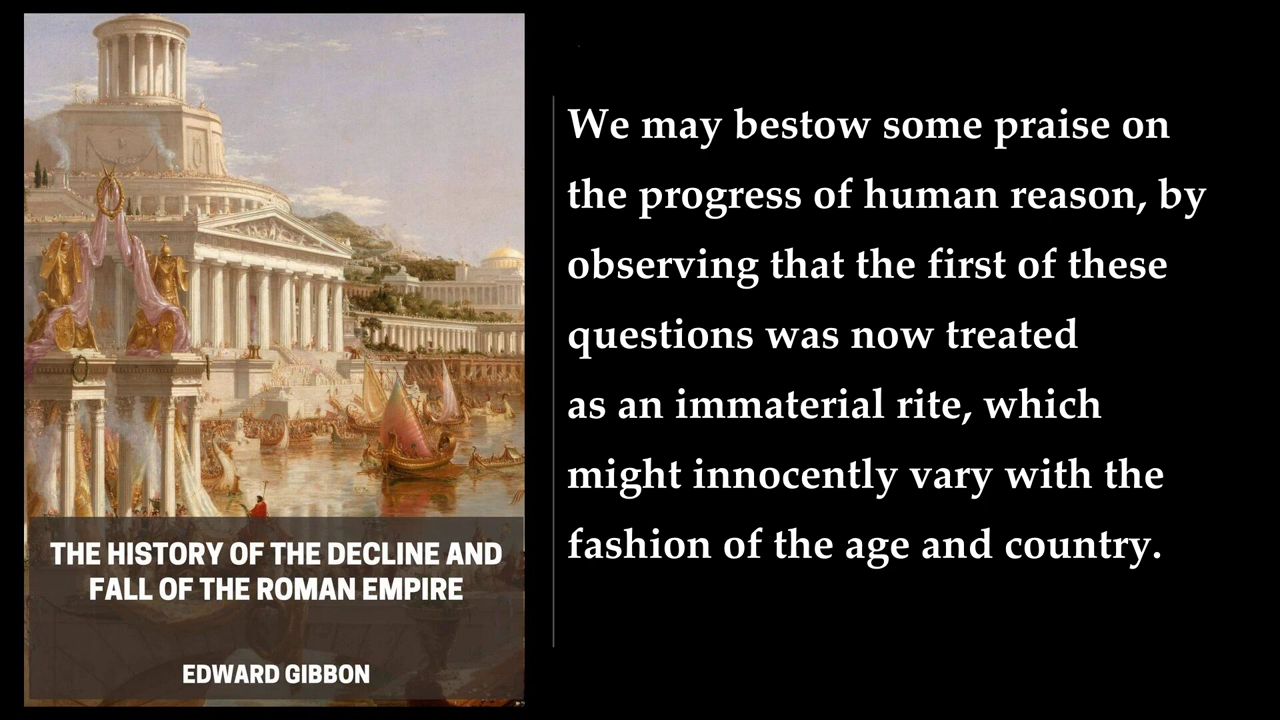 THE HISTORY OF THE DECLINE AND
FALL OF THE ROMAN EMPIRE
EDWARD GIBBON
We may bestow some praise on
the progress of human reason, by
observing that the first of these
questions was now treated
as an immaterial rite, which
might innocently vary with the
fashion of the age and country.